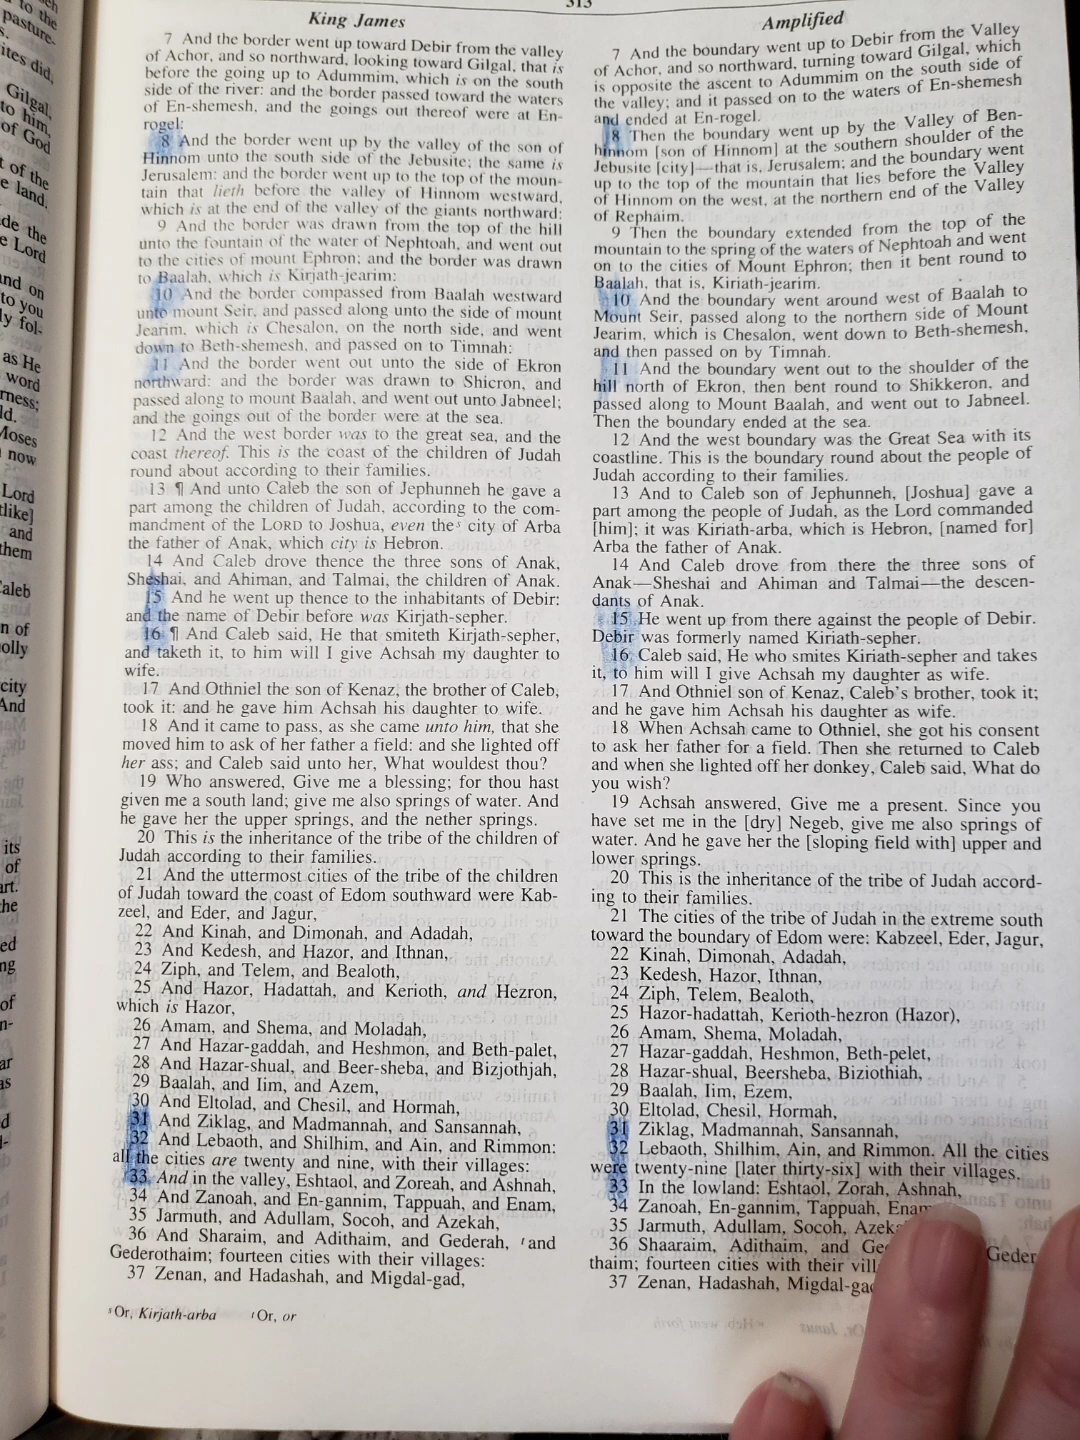 313
King James
7 And the border went up toward Debir from the valley
of Achor, and so northward, looking toward Gilgal, that is
before the going up to Adummim, which is on the south
side of the river: and the border passed toward the waters
of En-shemesh, and the goings out thereof were at En-
rogel:
8 And the border went up by the valley of the son of
Hinnom unto the south side of the Jebusite; the same is
Jerusalem: and the border went up to the top of the moun-
tain that lieth before the valley of Hinnom westward,
which is at the end of the valley of the giants northward:
9 And the border was drawn from the top of the hill
unto the fountain of the water of Nephtoah, and went out
to the cities of mount Ephron; and the border was drawn
to Baalah, which is Kirjath-jearim:
10 And the border compassed from Baalah westward
unto mount Seir, and passed along unto the side of mount
Jearim, which is Chesalon, on the north side, and went
down to Beth-shemesh, and passed on to Timnah:
11 And the border went out unto the side of Ekron
northward: and the border was drawn to Shicron, and
passed along to mount Baalah, and went out unto Jabneel;
and the goings out of the border were at the sea.
12 And the west border was to the great sea, and the
coast thereof. This is the coast of the children of Judah
round about according to their families.
13 ¶ And unto Caleb the son of Jephunneh he gave a
part among the children of Judah, according to the com-
mandment of the LORD to Joshua, even the ˢ city of Arba
the father of Anak, which city is Hebron.
14 And Caleb drove thence the three sons of Anak,
Sheshai, and Ahiman, and Talmai, the children of Anak.
15 And he went up thence to the inhabitants of Debir:
and the name of Debir before was Kirjath-sepher.
16 ¶ And Caleb said, He that smiteth Kirjath-sepher,
and taketh it, to him will I give Achsah my daughter to
wife.
17 And Othniel the son of Kenaz, the brother of Caleb,
took it: and he gave him Achsah his daughter to wife.
18 And it came to pass, as she came unto him, that she
moved him to ask of her father a field: and she lighted off
her ass; and Caleb said unto her, What wouldest thou?
19 Who answered, Give me a blessing; for thou hast
given me a south land; give me also springs of water. And
he gave her the upper springs, and the nether springs.
20 This is the inheritance of the tribe of the children of
Judah according to their families.
21 And the uttermost cities of the tribe of the children
of Judah toward the coast of Edom southward were Kab-
zeel, and Eder, and Jagur,
22 And Kinah, and Dimonah, and Adadah,
23 And Kedesh, and Hazor, and Ithnan,
24 Ziph, and Telem, and Bealoth,
25 And Hazor, Hadattah, and Kerioth, and Hezron,
which is Hazor,
26 Amam, and Shema, and Moladah,
27 And Hazar-gaddah, and Heshmon, and Beth-palet,
28 And Hazar-shual, and Beer-sheba, and Bizjothjah,
29 Baalah, and Iim, and Azem,
30 And Eltolad, and Chesil, and Hormah,
31 And Ziklag, and Madmannah, and Sansannah,
32 And Lebaoth, and Shilhim, and Ain, and Rimmon:
all the cities are twenty and nine, with their villages:
33 And in the valley, Eshtaol, and Zoreah, and Ashnah,
34 And Zanoah, and En-gannim, Tappuah, and Enam,
35 Jarmuth, and Adullam, Socoh, and Azekah,
36 And Sharaim, and Adithaim, and Gederah, ᵗ and
Gederothaim; fourteen cities with their villages:
37 Zenan, and Hadashah, and Migdal-gad,
ˢ Or, Kirjath-arba ᵗ Or, or
Amplified
7 And the boundary went up to Debir from the Valley
of Achor, and so northward, turning toward Gilgal, which
is opposite the ascent to Adummim on the south side of
the valley; and it passed on to the waters of En-shemesh
and ended at En-rogel.
8 Then the boundary went up by the Valley of Ben-
hinnom [son of Hinnom] at the southern shoulder of the
Jebusite [city]—that is, Jerusalem; and the boundary went
up to the top of the mountain that lies before the Valley
of Hinnom on the west, at the northern end of the Valley
of Rephaim.
9 Then the boundary extended from the top of the
mountain to the spring of the waters of Nephtoah and went
on to the cities of Mount Ephron; then it bent round to
Baalah, that is, Kiriath-jearim.
10 And the boundary went around west of Baalah to
Mount Seir, passed along to the northern side of Mount
Jearim, which is Chesalon, went down to Beth-shemesh,
and then passed on by Timnah.
11 And the boundary went out to the shoulder of the
hill north of Ekron, then bent round to Shikkeron, and
passed along to Mount Baalah, and went out to Jabneel.
Then the boundary ended at the sea.
12 And the west boundary was the Great Sea with its
coastline. This is the boundary round about the people of
Judah according to their families.
13 And to Caleb son of Jephunneh, [Joshua] gave a
part among the people of Judah, as the Lord commanded
[him]; it was Kiriath-arba, which is Hebron, [named for]
Arba the father of Anak.
14 And Caleb drove from there the three sons of
Anak—Sheshai and Ahiman and Talmai—the descen-
dants of Anak.
15 He went up from there against the people of Debir.
Debir was formerly named Kiriath-sepher.
16 Caleb said, He who smites Kiriath-sepher and takes
it, to him will I give Achsah my daughter as wife.
17 And Othniel son of Kenaz, Caleb's brother, took it;
and he gave him Achsah his daughter as wife.
18 When Achsah came to Othniel, she got his consent
to ask her father for a field. Then she returned to Caleb
and when she lighted off her donkey, Caleb said, What do
you wish?
19 Achsah answered, Give me a present. Since you
have set me in the [dry] Negeb, give me also springs of
water. And he gave her the [sloping field with] upper and
lower springs.
20 This is the inheritance of the tribe of Judah accord-
ing to their families.
21 The cities of the tribe of Judah in the extreme south
toward the boundary of Edom were: Kabzeel, Eder, Jagur,
22 Kinah, Dimonah, Adadah,
23 Kedesh, Hazor, Ithnan,
24 Ziph, Telem, Bealoth,
25 Hazor-hadattah, Kerioth-hezron (Hazor),
26 Amam, Shema, Moladah,
27 Hazar-gaddah, Heshmon, Beth-pelet,
28 Hazar-shual, Beersheba, Biziothiah,
29 Baalah, Iim, Ezem,
30 Eltolad, Chesil, Hormah,
31 Ziklag, Madmannah, Sansannah,
32 Lebaoth, Shilhim, Ain, and Rimmon. All the cities
were twenty-nine [later thirty-six] with their villages.
33 In the lowland: Eshtaol, Zorah, Ashnah,
34 Zanoah, En-gannim, Tappuah, Enam
35 Jarmuth, Adullam, Socoh,
36 Shaaraim, Adithaim, and Geder
thaim; fourteen cities with their
37 Zenan, Hadashah,